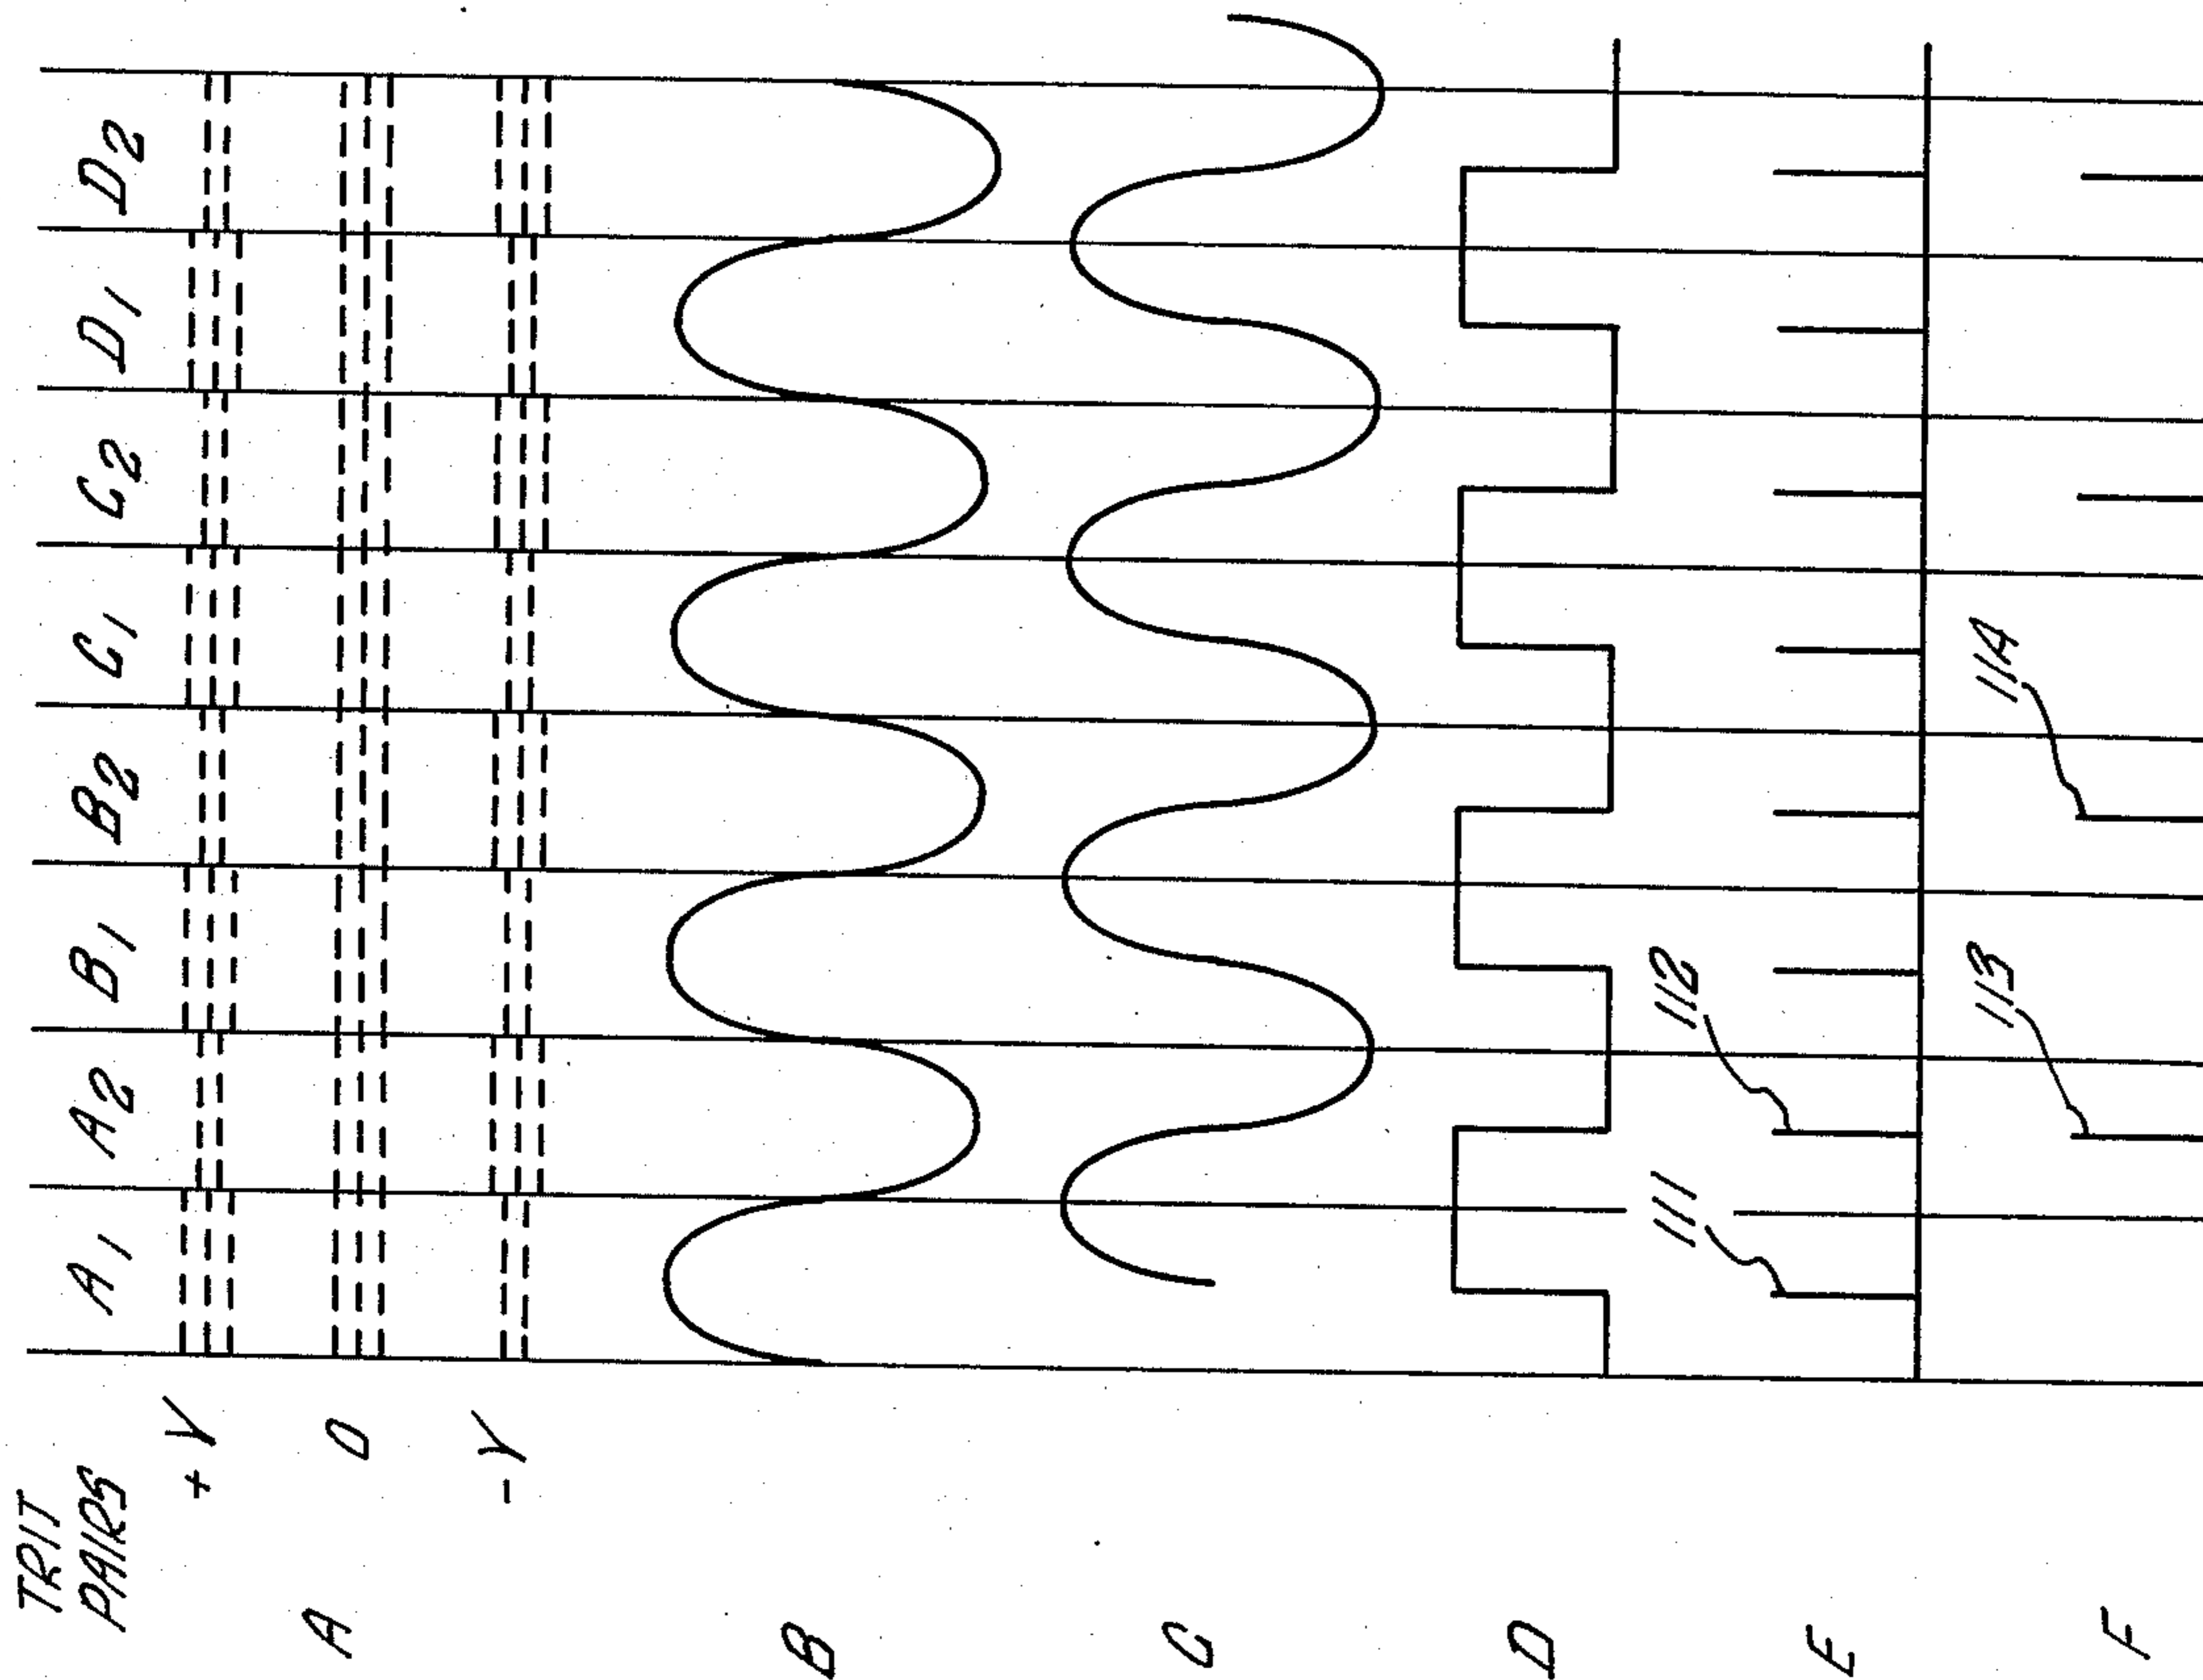 TRIT
PAIRS
A1 A2 B1 B2 C1 C2 D1 D2
+Y
A 0
-Y
B
C
D
111 112
E
113 114
F